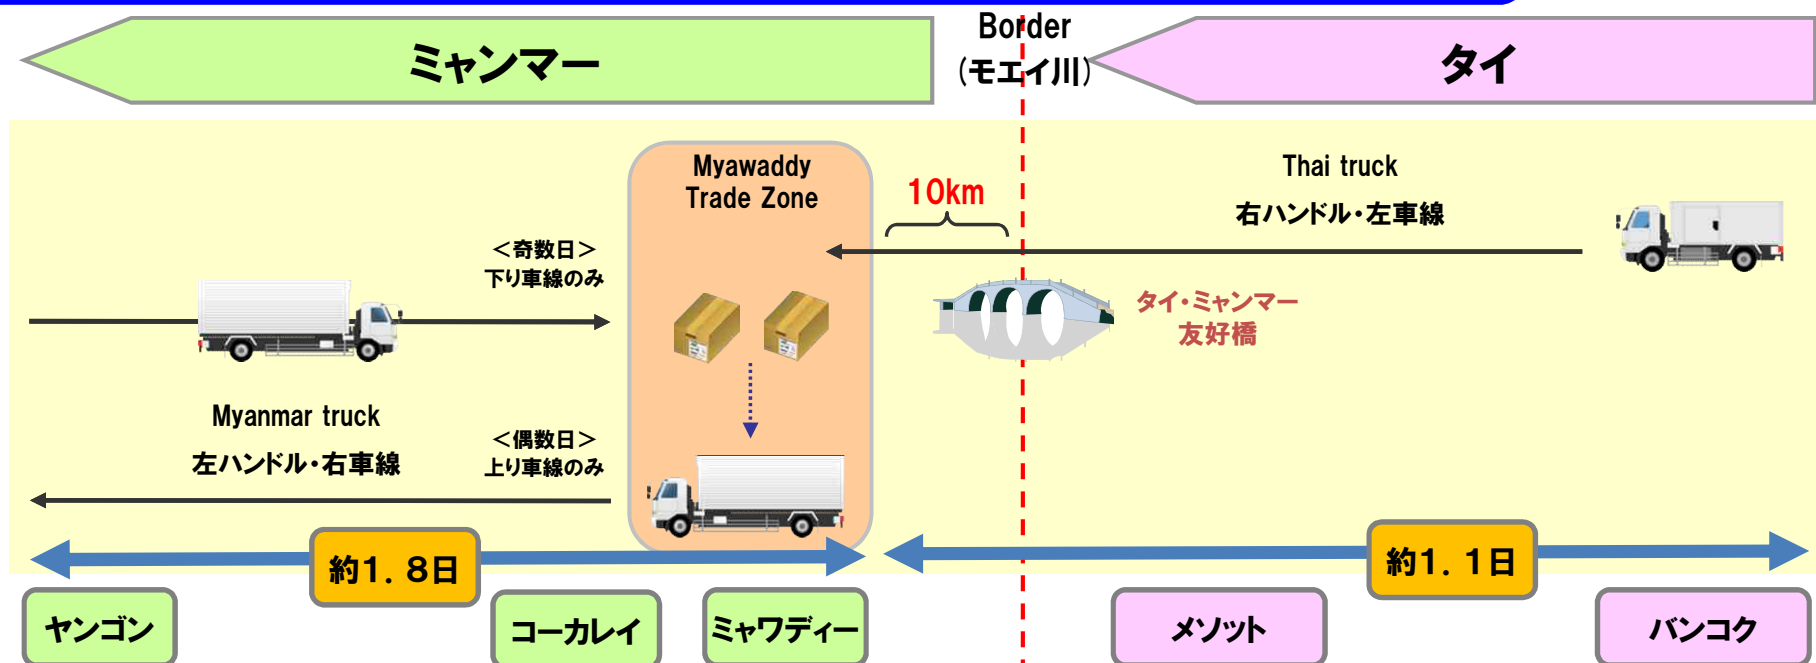 ミャンマー
Border
(モエイ川)
タイ
Myawaddy
Trade Zone
10km
Thai truck
右ハンドル・左車線
<奇数日>
下り車線のみ
タイ・ミャンマー
友好橋
Myanmar truck
左ハンドル・右車線
<偶数日>
上り車線のみ
約1.8日
約1.1日
ヤンゴン
コーカレイ
ミャワディー
メソット
バンコク